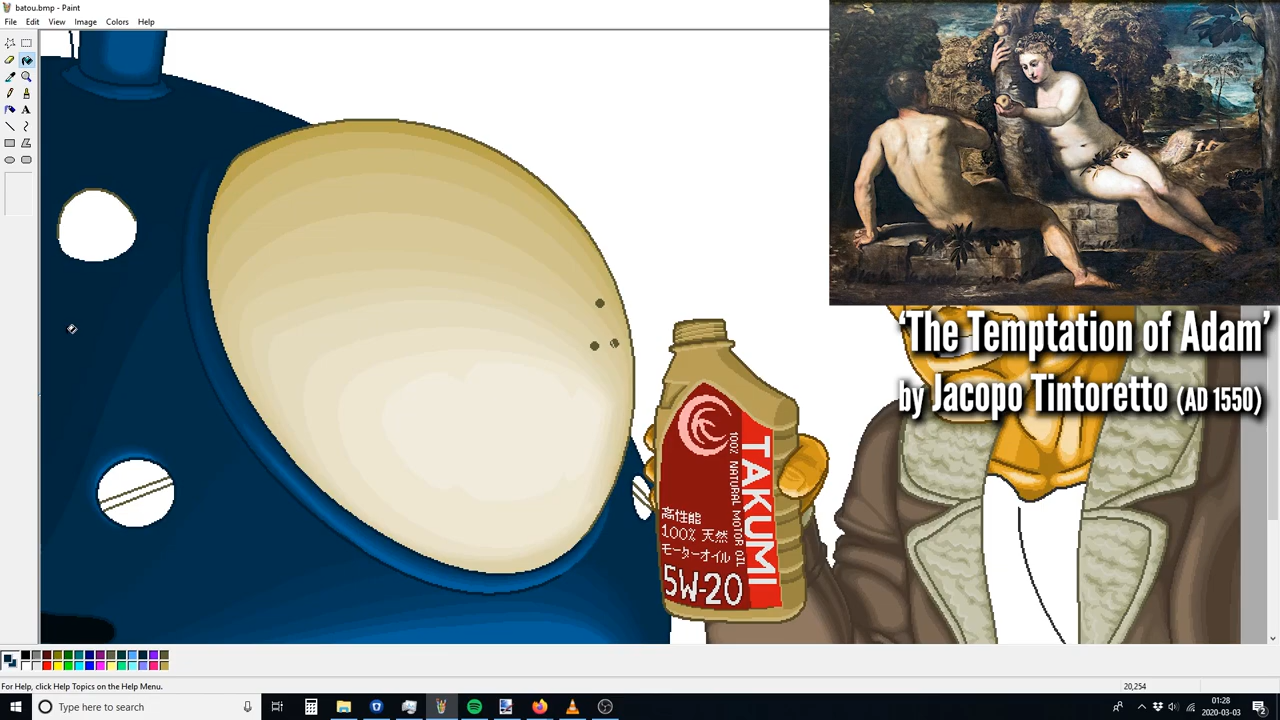 batou.bmp - Paint
File Edit View Image Colors Help
'The Temptation of Adam'
by Jacopo Tintoretto (AD 1550)
TAKUMI
100% NATURAL MOTOR OIL
高性能
100% 天然
モーターオイル
5W-20
For Help, click Help Topics on the Help Menu.
20,254
Type here to search
01:28
2020-03-03
2